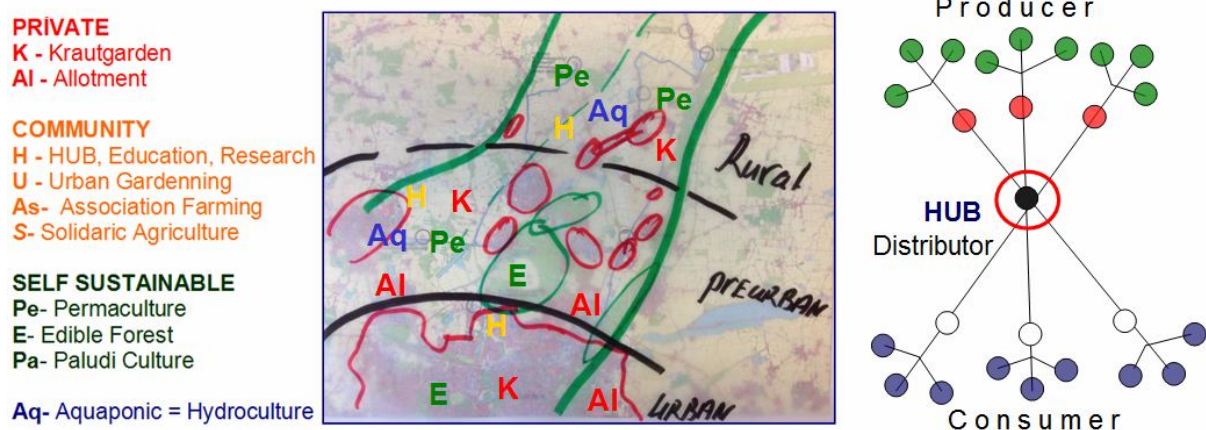 PRIVATE
K - Krautgarden
Al - Allotment
COMMUNITY
H - HUB, Education, Research
U - Urban Gardenning
As- Association Farming
S- Solidaric Agriculture
SELF SUSTAINABLE
Pe- Permaculture
E- Edible Forest
Pa- Paludi Culture
Aq- Aquaponic = Hydroculture
Pe
Aq
Pe
H
K
Rural
H
K
Aq
Pe
E
Al
Al
PREURBAN
H
E
K
Al
URBAN
Producer
HUB
Distributor
Consumer